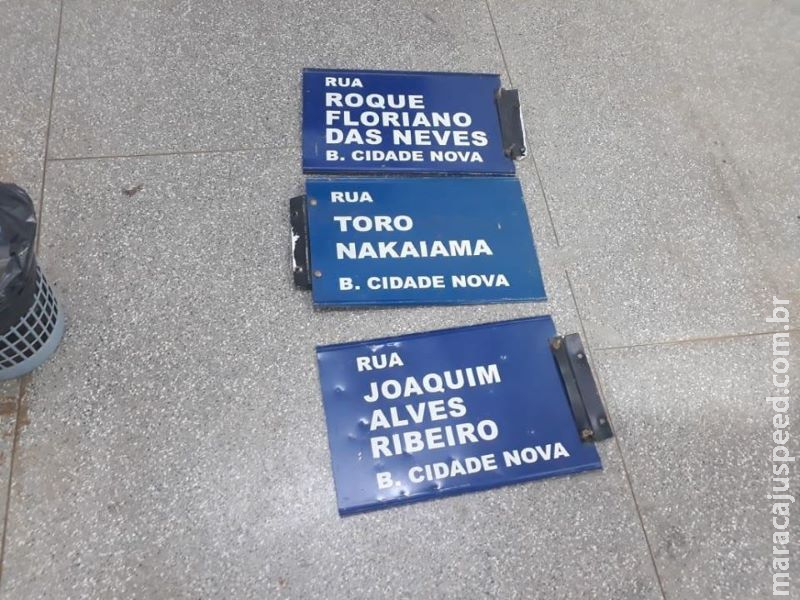 RUA
ROQUE
FLORIANO
DAS NEVES
B. CIDADE NOVA
RUA
TORO
NAKAIAMA
B. CIDADE NOVA
RUA
JOAQUIM
ALVES
RIBEIRO
B. CIDADE NOVA
maracajuspeed.com.br